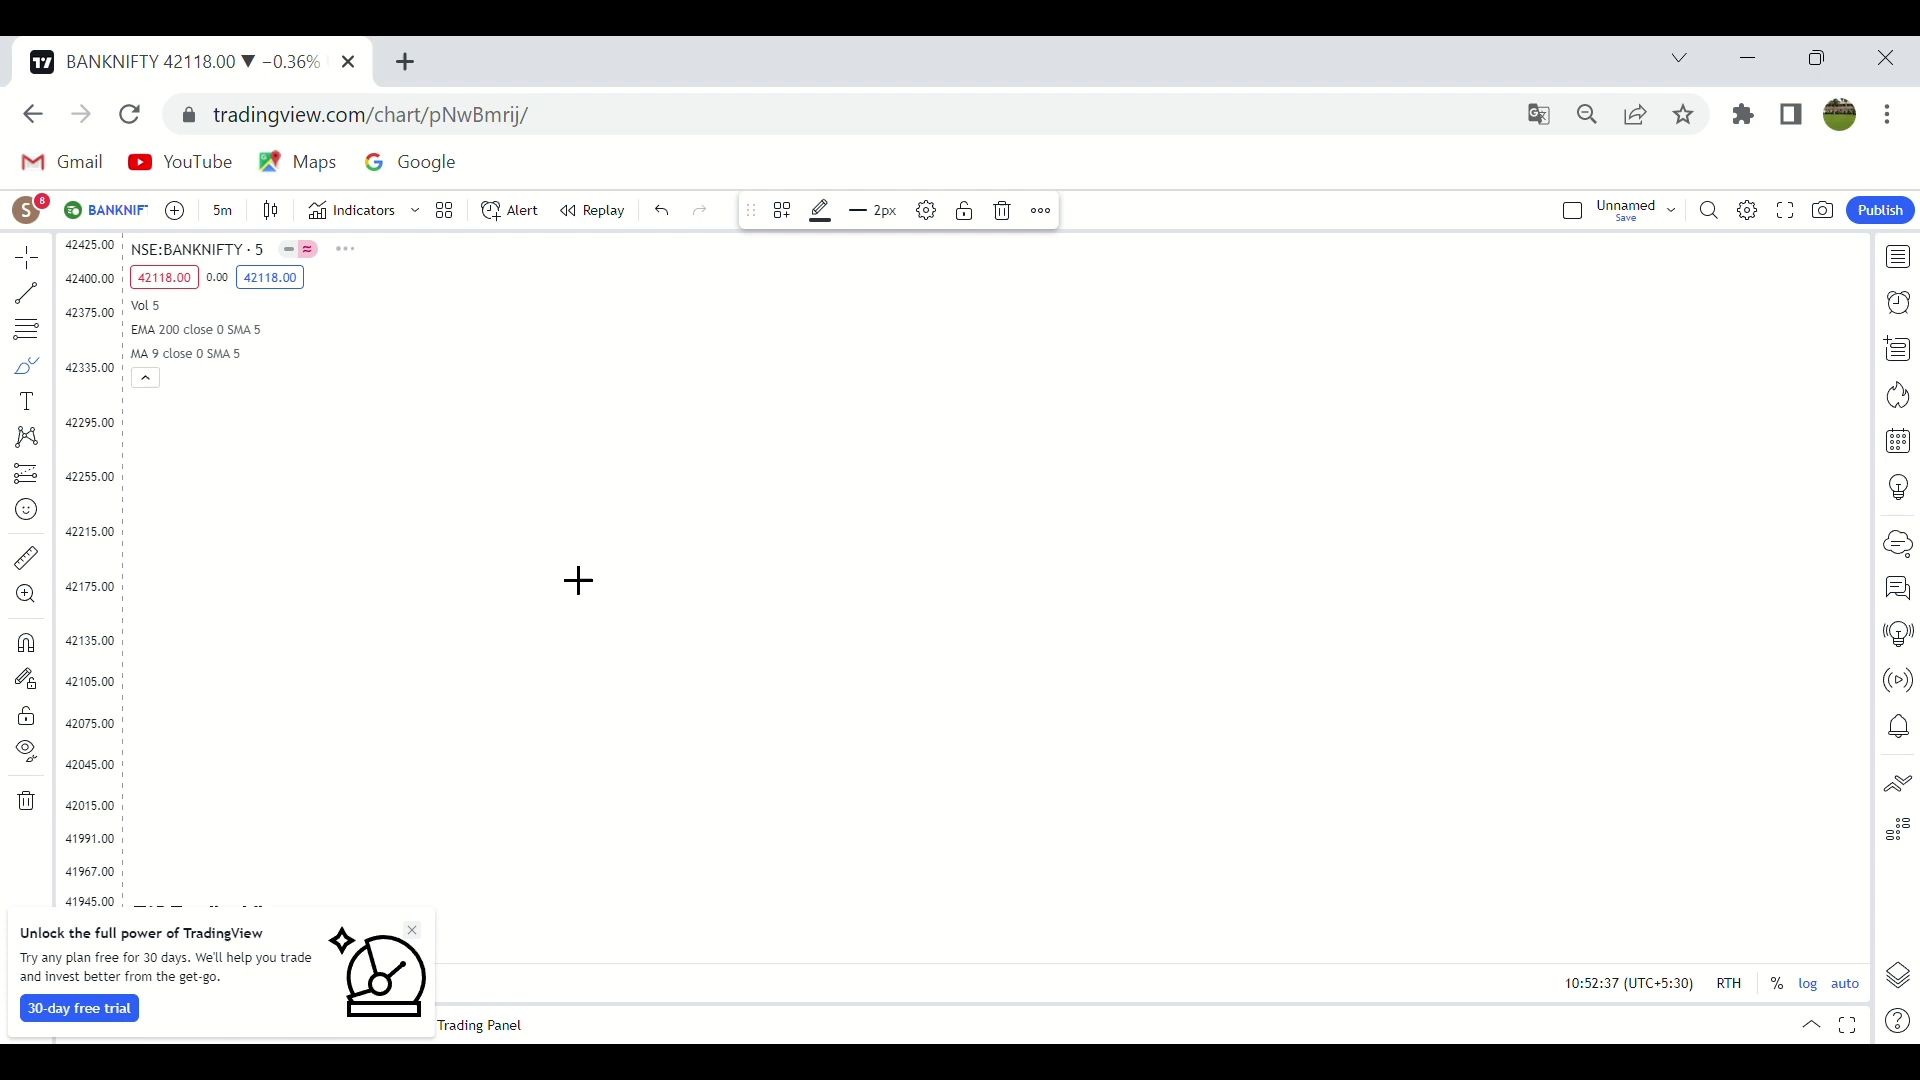 BANKNIFTY 42118.00 ▼ −0.36%
tradingview.com/chart/pNwBmrij/
Gmail YouTube Maps Google
S 8 BANKNIF 5m Indicators Alert Replay 2px Unnamed Save Publish
42425.00 NSE:BANKNIFTY · 5
42400.00 42118.00 0.00 42118.00
42375.00 Vol 5
EMA 200 close 0 SMA 5
MA 9 close 0 SMA 5
42335.00
42295.00
42255.00
42215.00
42175.00
42135.00
42105.00
42075.00
42045.00
42015.00
41991.00
41967.00
41945.00
Unlock the full power of TradingView
Try any plan free for 30 days. We'll help you trade
and invest better from the get-go.
30-day free trial
10:52:37 (UTC+5:30) RTH % log auto
Trading Panel